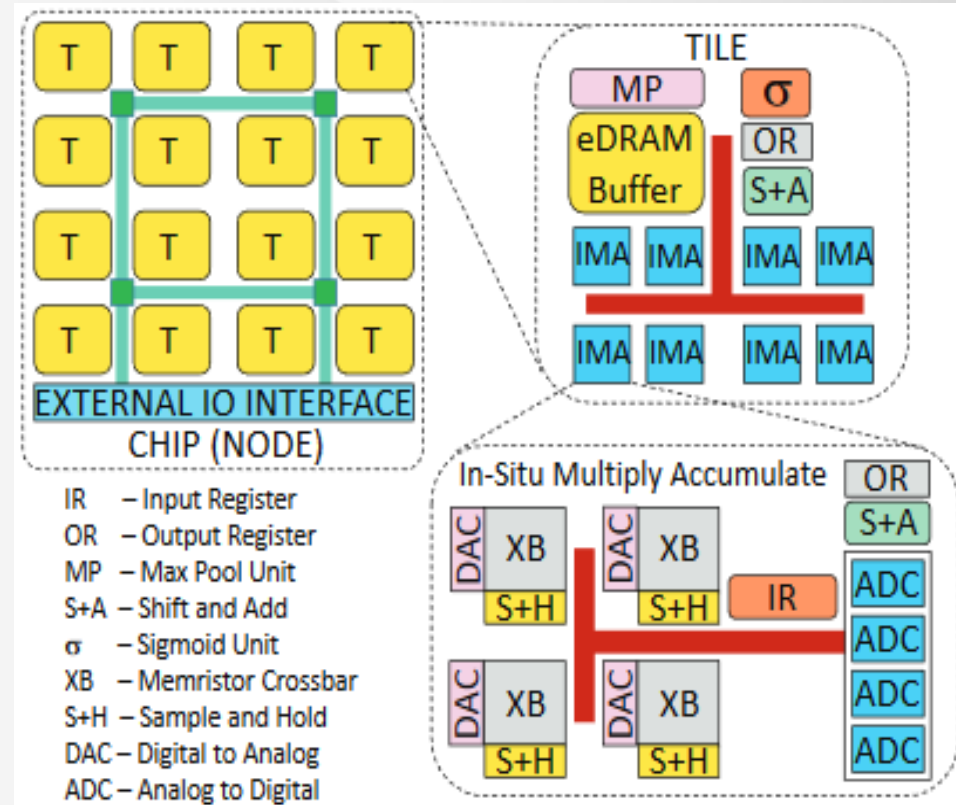 T T T T
T T T T
T T T T
T T T T
EXTERNAL IO INTERFACE
CHIP (NODE)
IR – Input Register
OR – Output Register
MP – Max Pool Unit
S+A – Shift and Add
σ – Sigmoid Unit
XB – Memristor Crossbar
S+H – Sample and Hold
DAC – Digital to Analog
ADC – Analog to Digital
TILE
MP
σ
eDRAM
Buffer
OR
S+A
IMA IMA IMA IMA
IMA IMA IMA IMA
In-Situ Multiply Accumulate
OR
S+A
DAC XB DAC XB
S+H S+H
IR
DAC XB DAC XB
S+H S+H
ADC
ADC
ADC
ADC